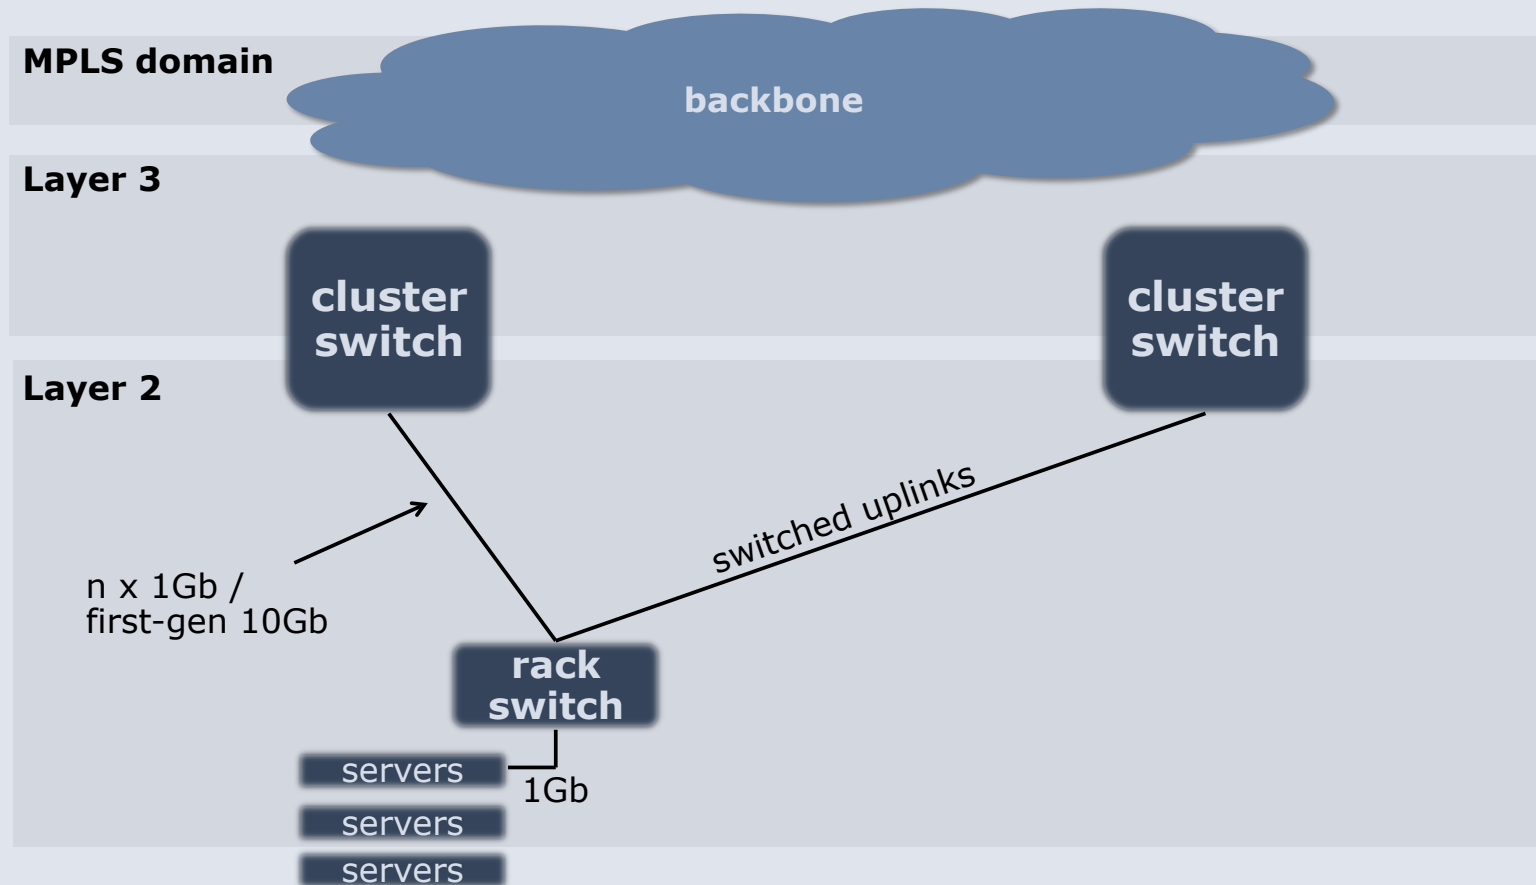 MPLS domain
backbone
Layer 3
cluster
switch
cluster
switch
Layer 2
switched uplinks
n x 1Gb /
first-gen 10Gb
rack
switch
servers
1Gb
servers
servers